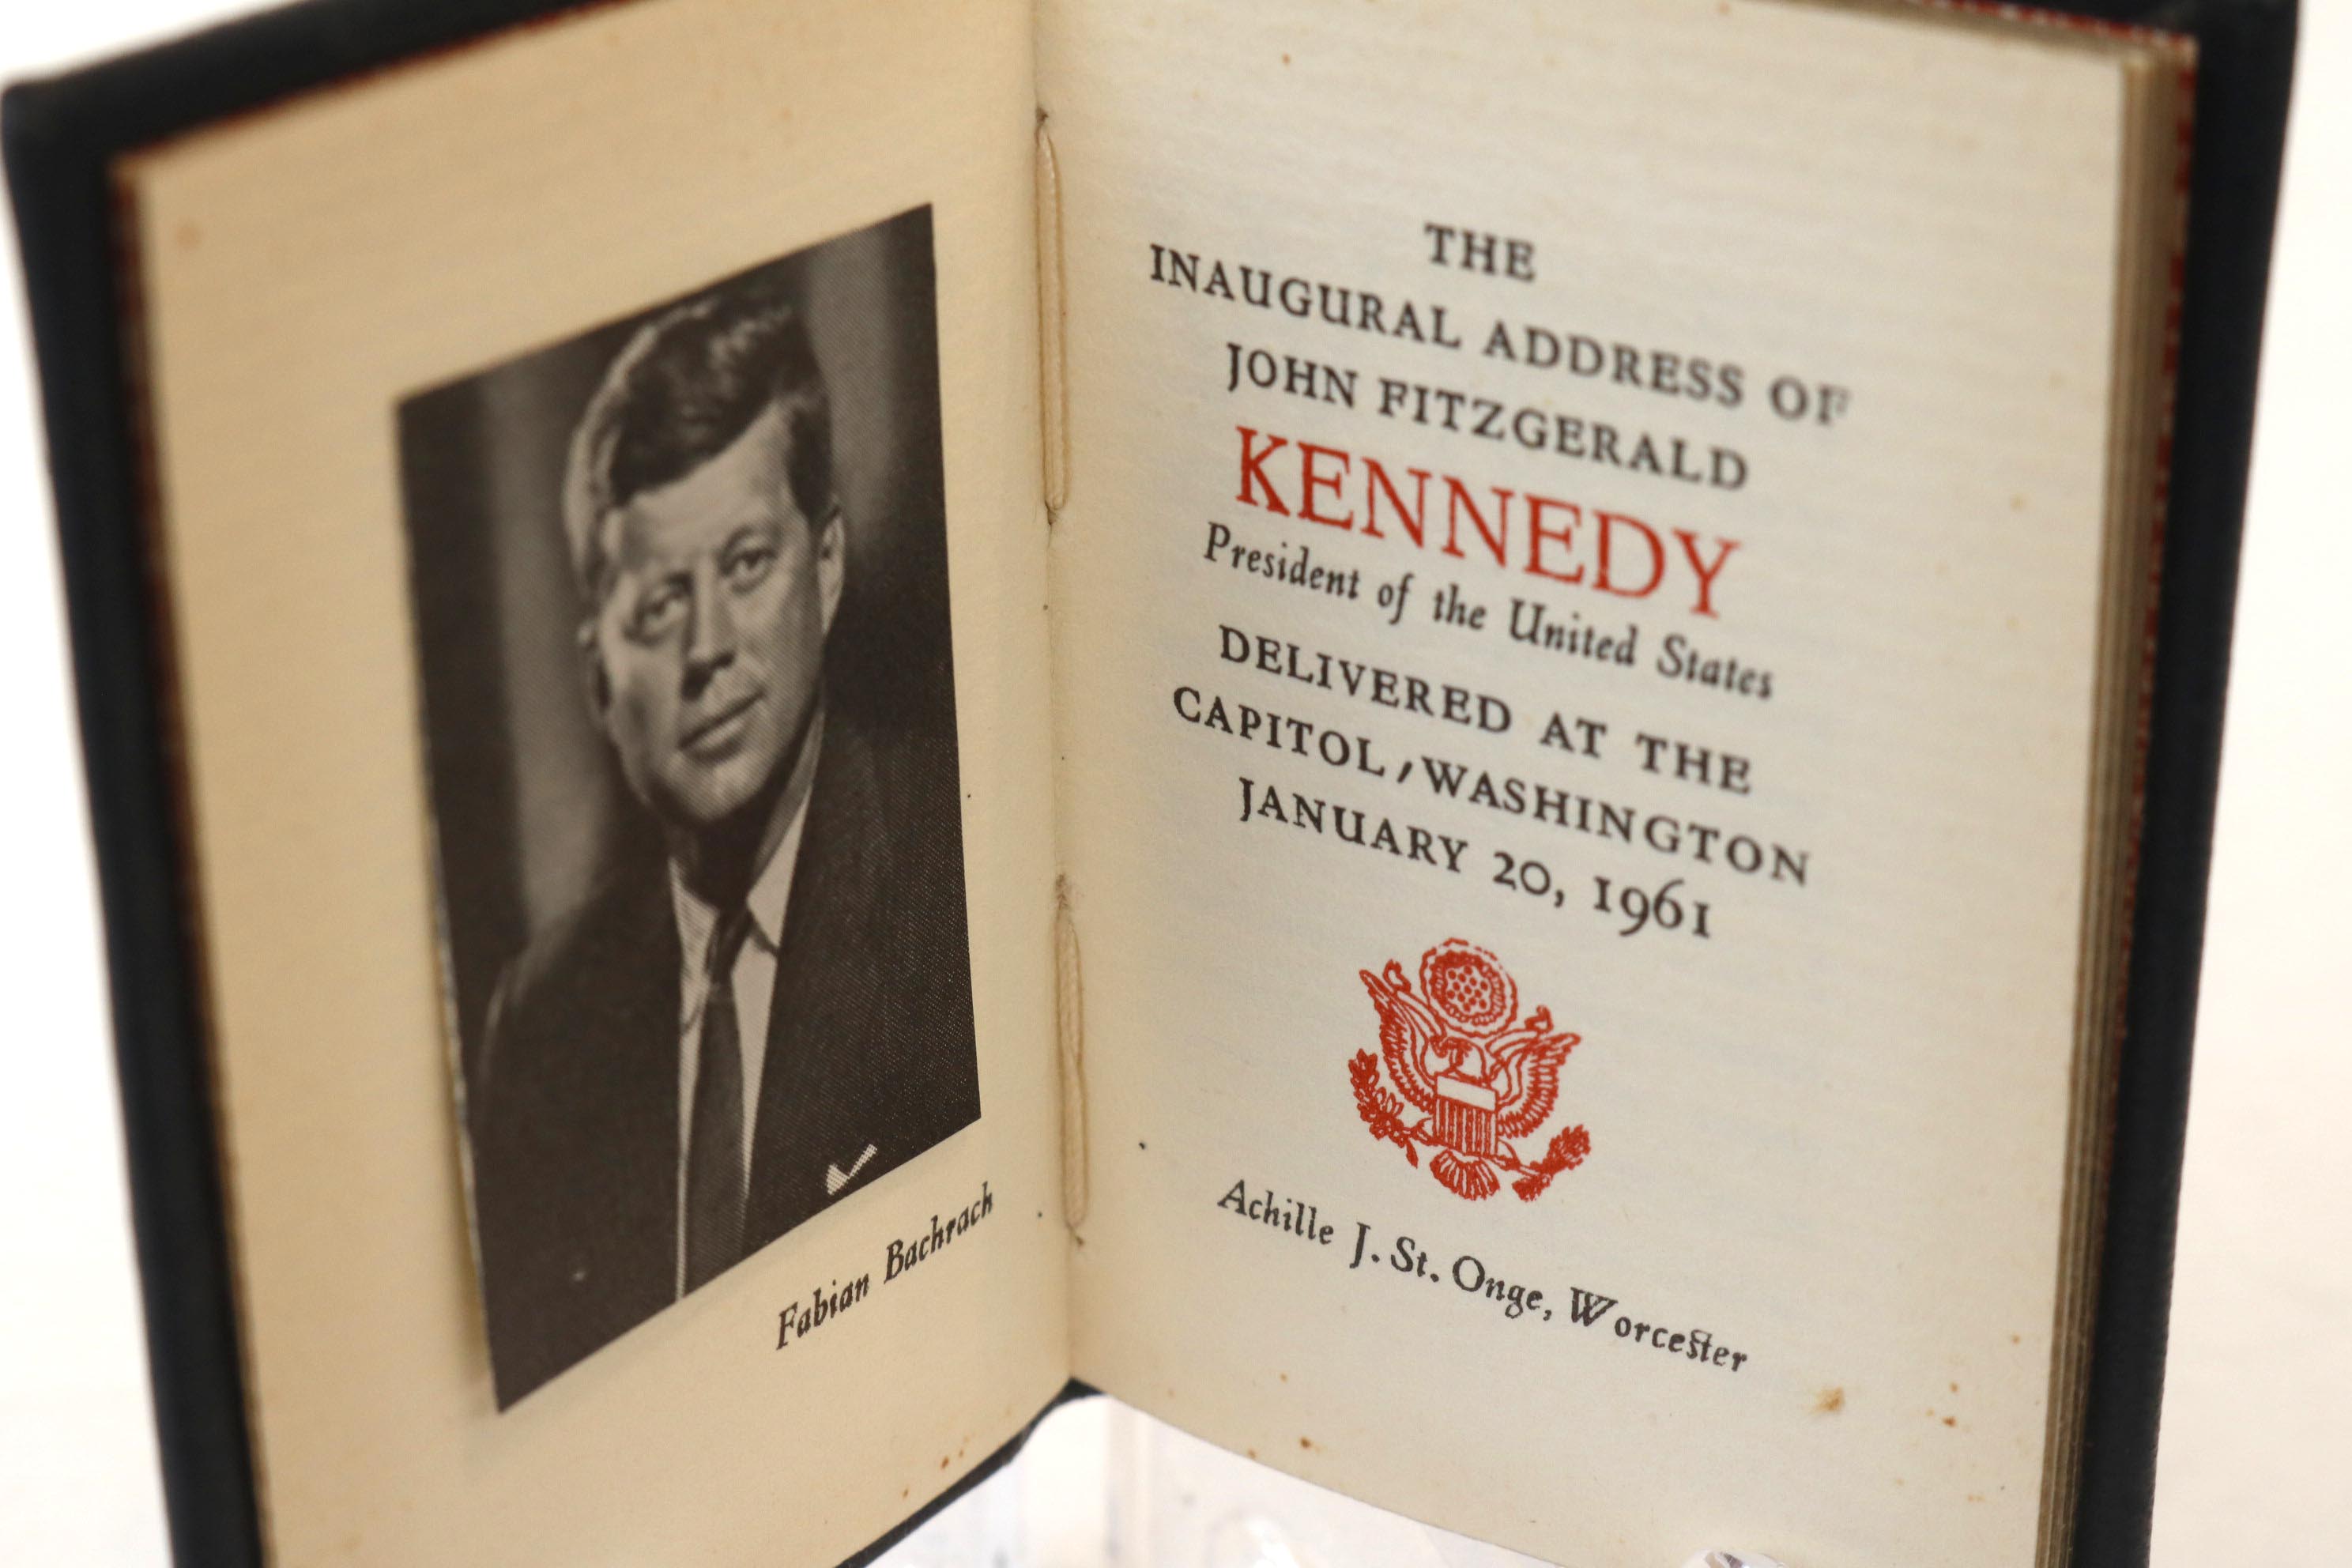 Fabian Bachrach
THE
INAUGURAL ADDRESS OF
JOHN FITZGERALD
KENNEDY
President of the United States
DELIVERED AT THE
CAPITOL, WASHINGTON
JANUARY 20, 1961
Achille J. St. Onge, Worcester